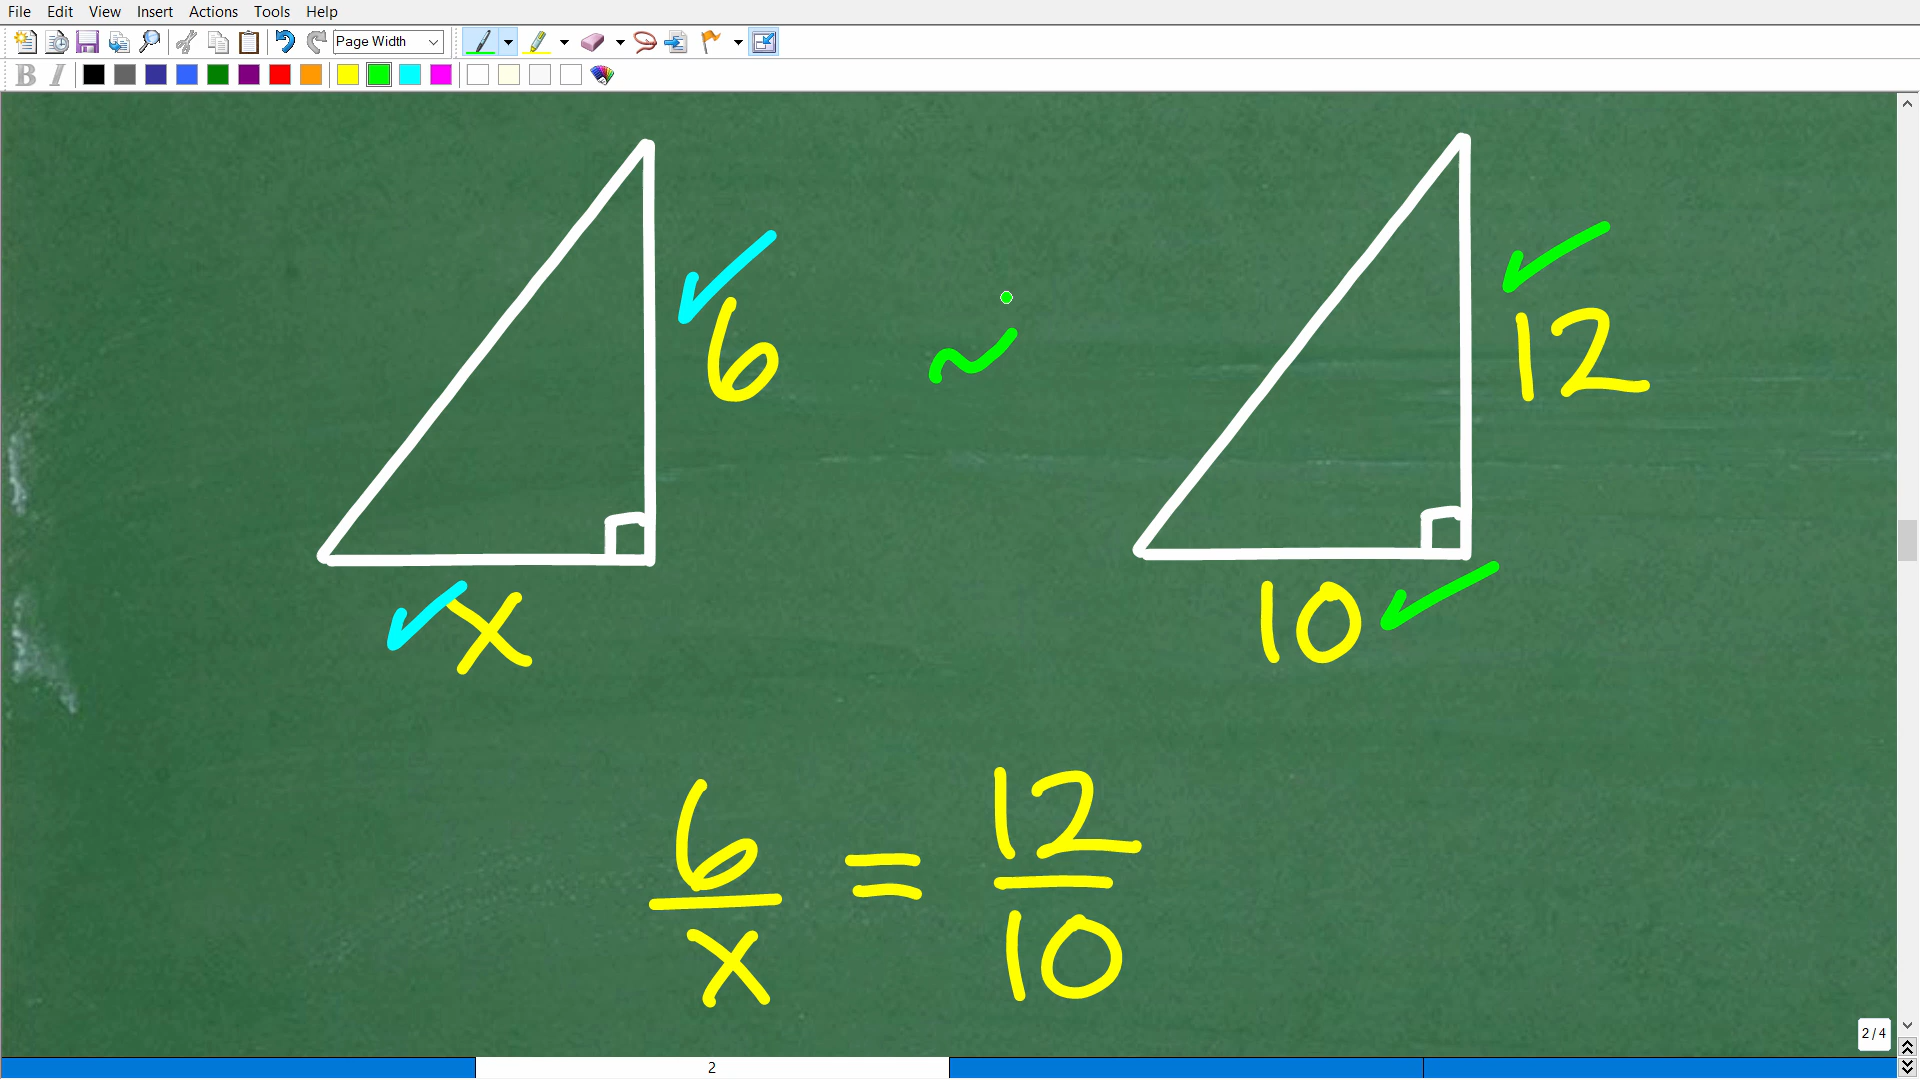 File Edit View Insert Actions Tools Help
Page Width
B I
6 ~ 12
x 10
6/x = 12/10
2 / 4
2